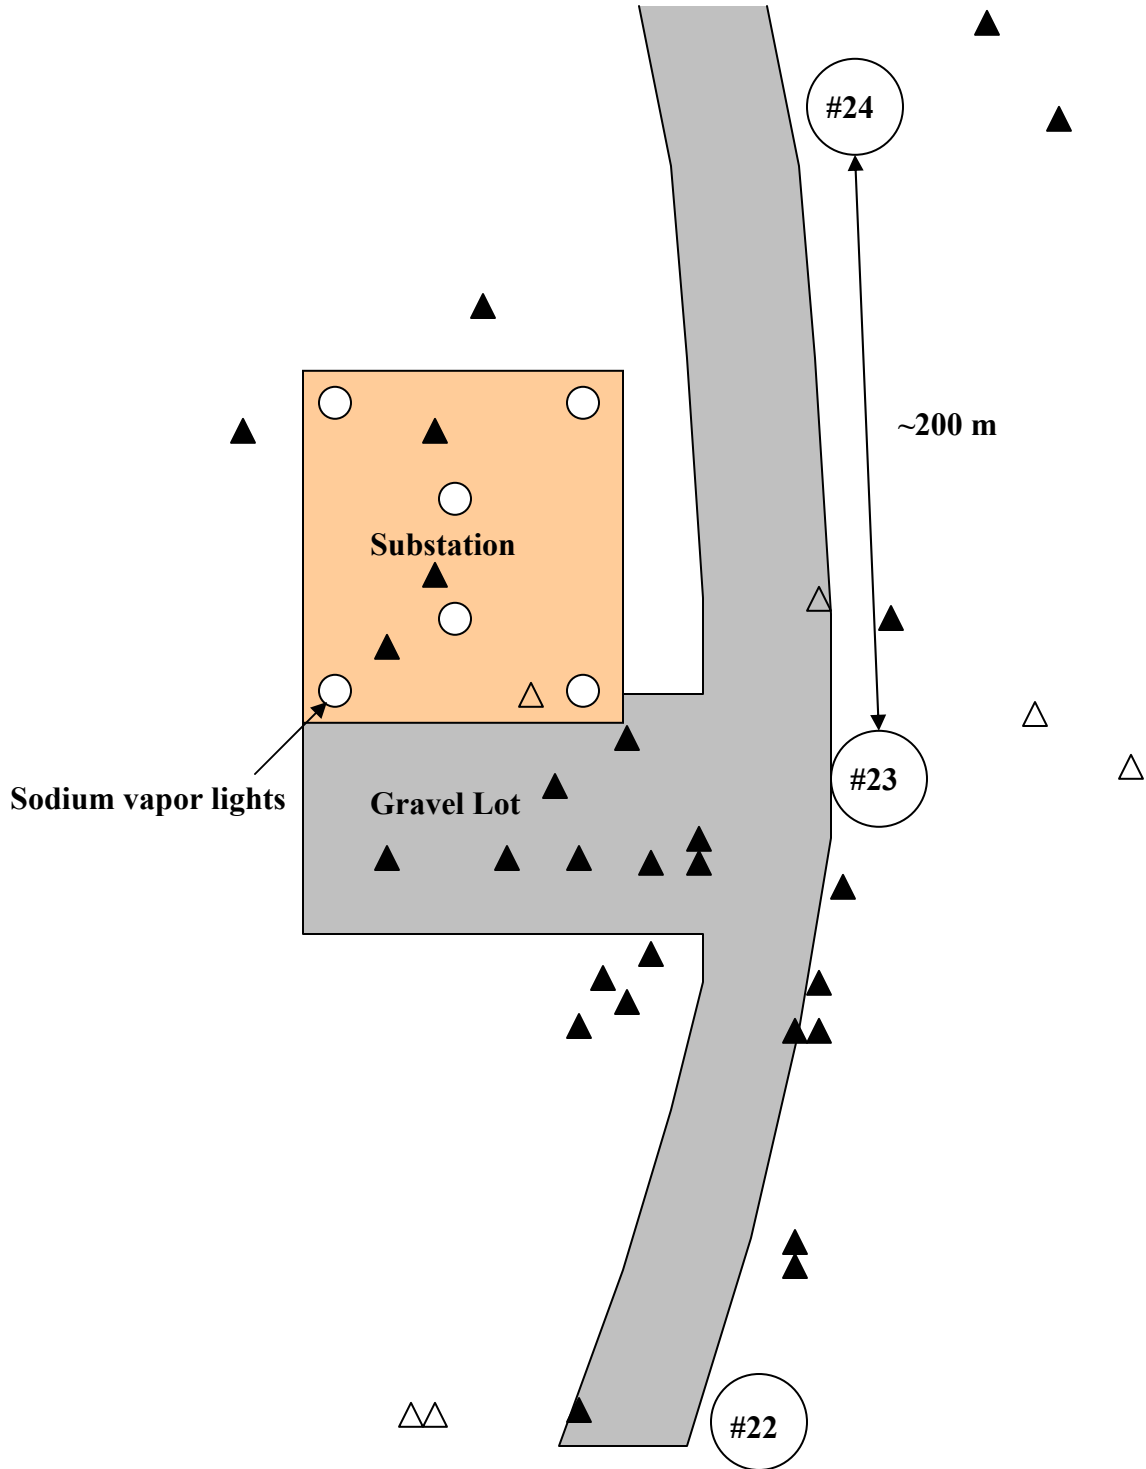 #24
~200 m
Substation
#23
Sodium vapor lights
Gravel Lot
#22